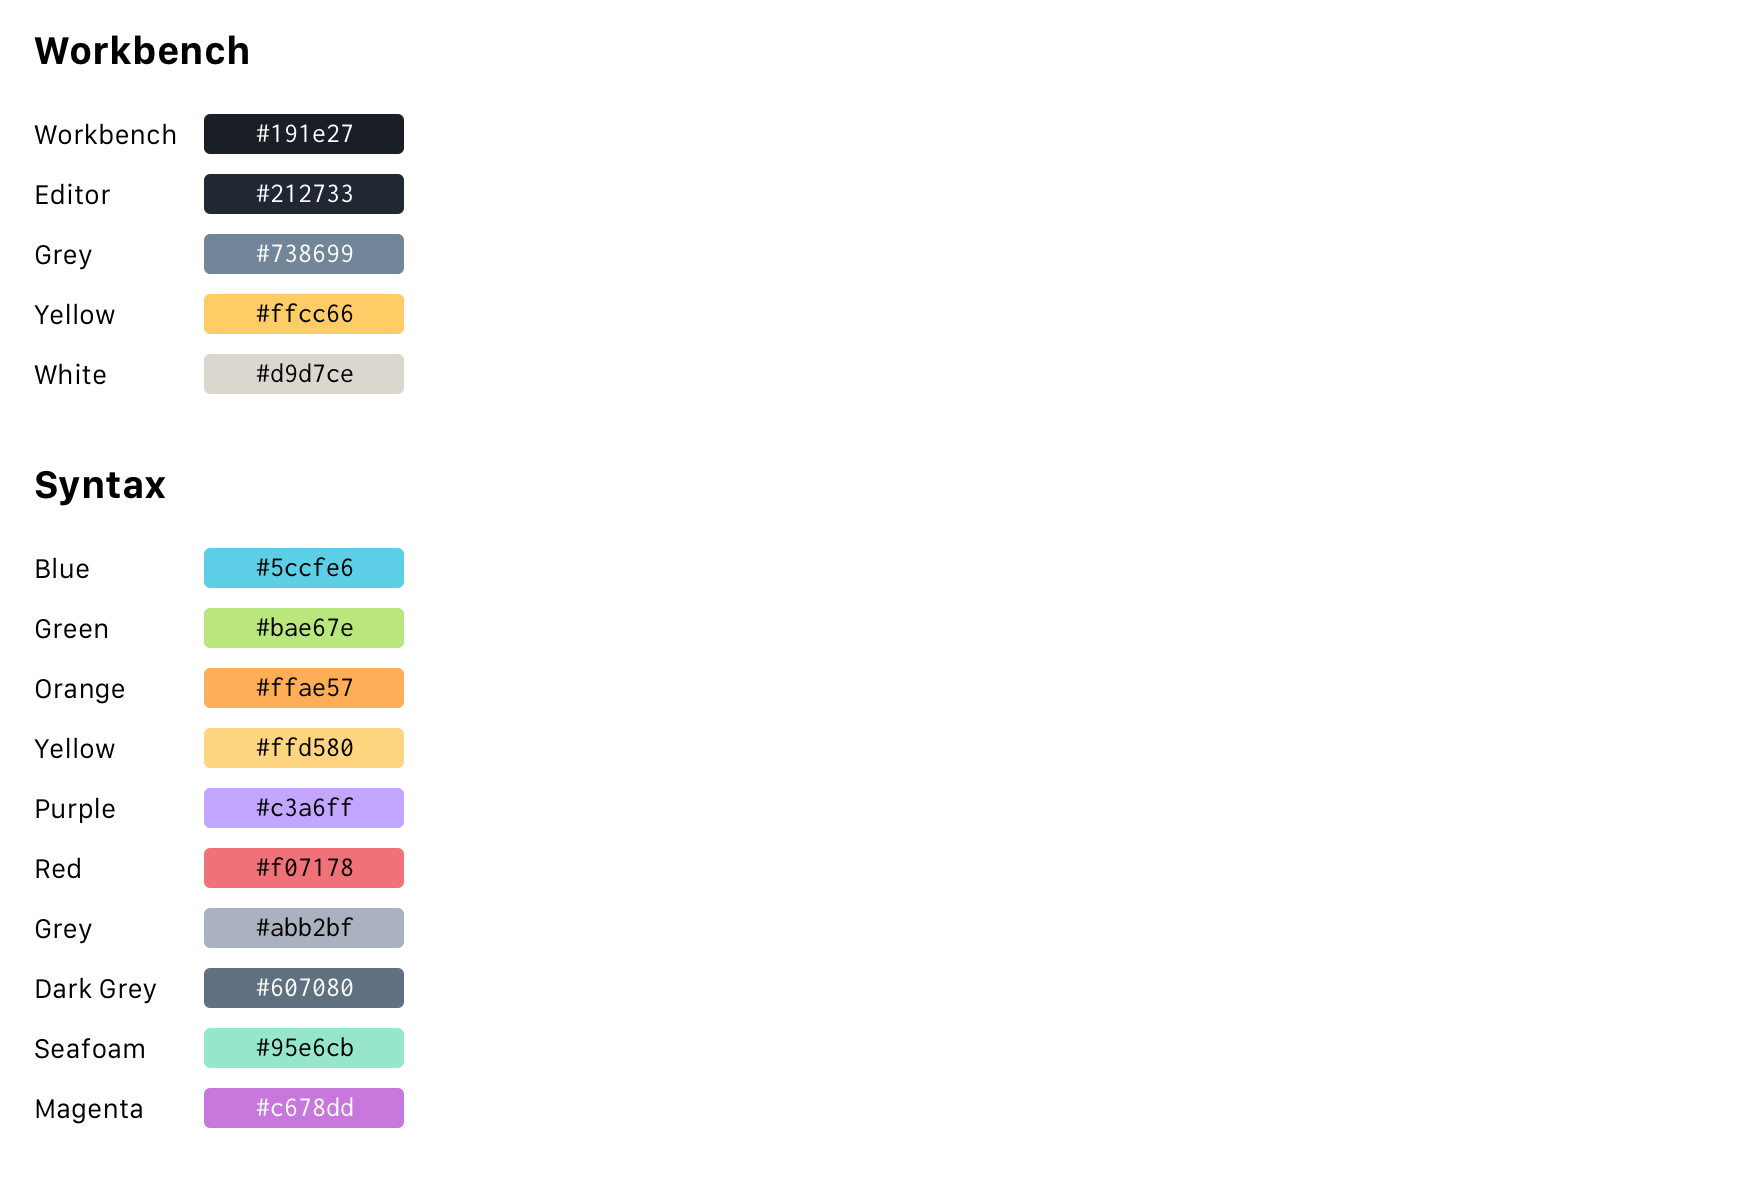 Workbench
Workbench #191e27
Editor #212733
Grey #738699
Yellow #ffcc66
White #d9d7ce
Syntax
Blue #5ccfe6
Green #bae67e
Orange #ffae57
Yellow #ffd580
Purple #c3a6ff
Red #f07178
Grey #abb2bf
Dark Grey #607080
Seafoam #95e6cb
Magenta #c678dd